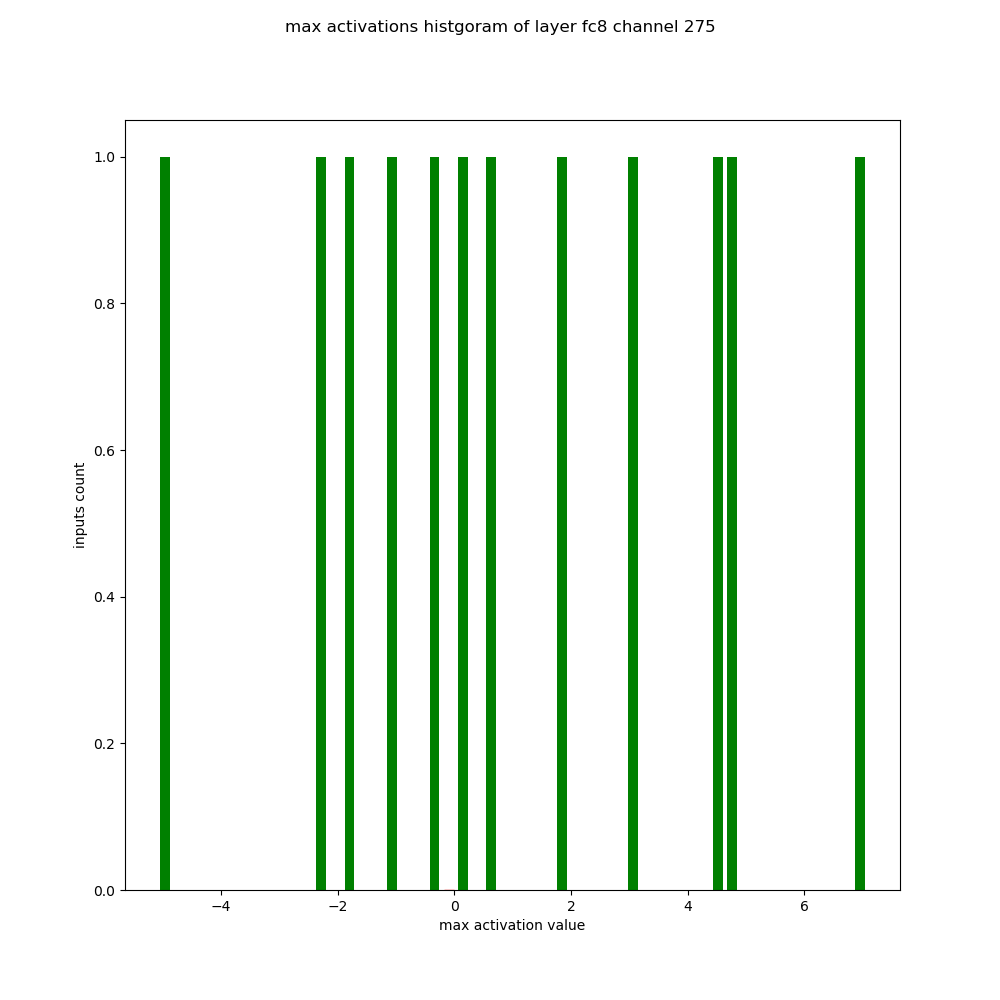 max activations histgoram of layer fc8 channel 275
1.0
0.8
0.6
0.4
0.2
0.0
inputs count
−4 −2 0 2 4 6
max activation value